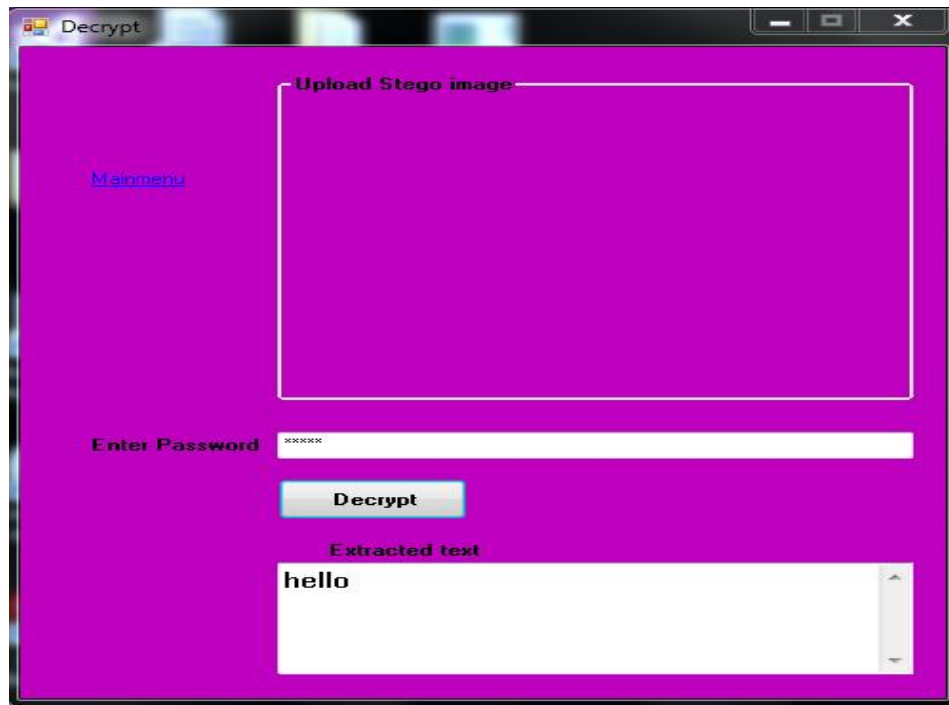 Decrypt
Upload Stego image
Mainmenu
Enter Password *****
Decrypt
Extracted text
hello